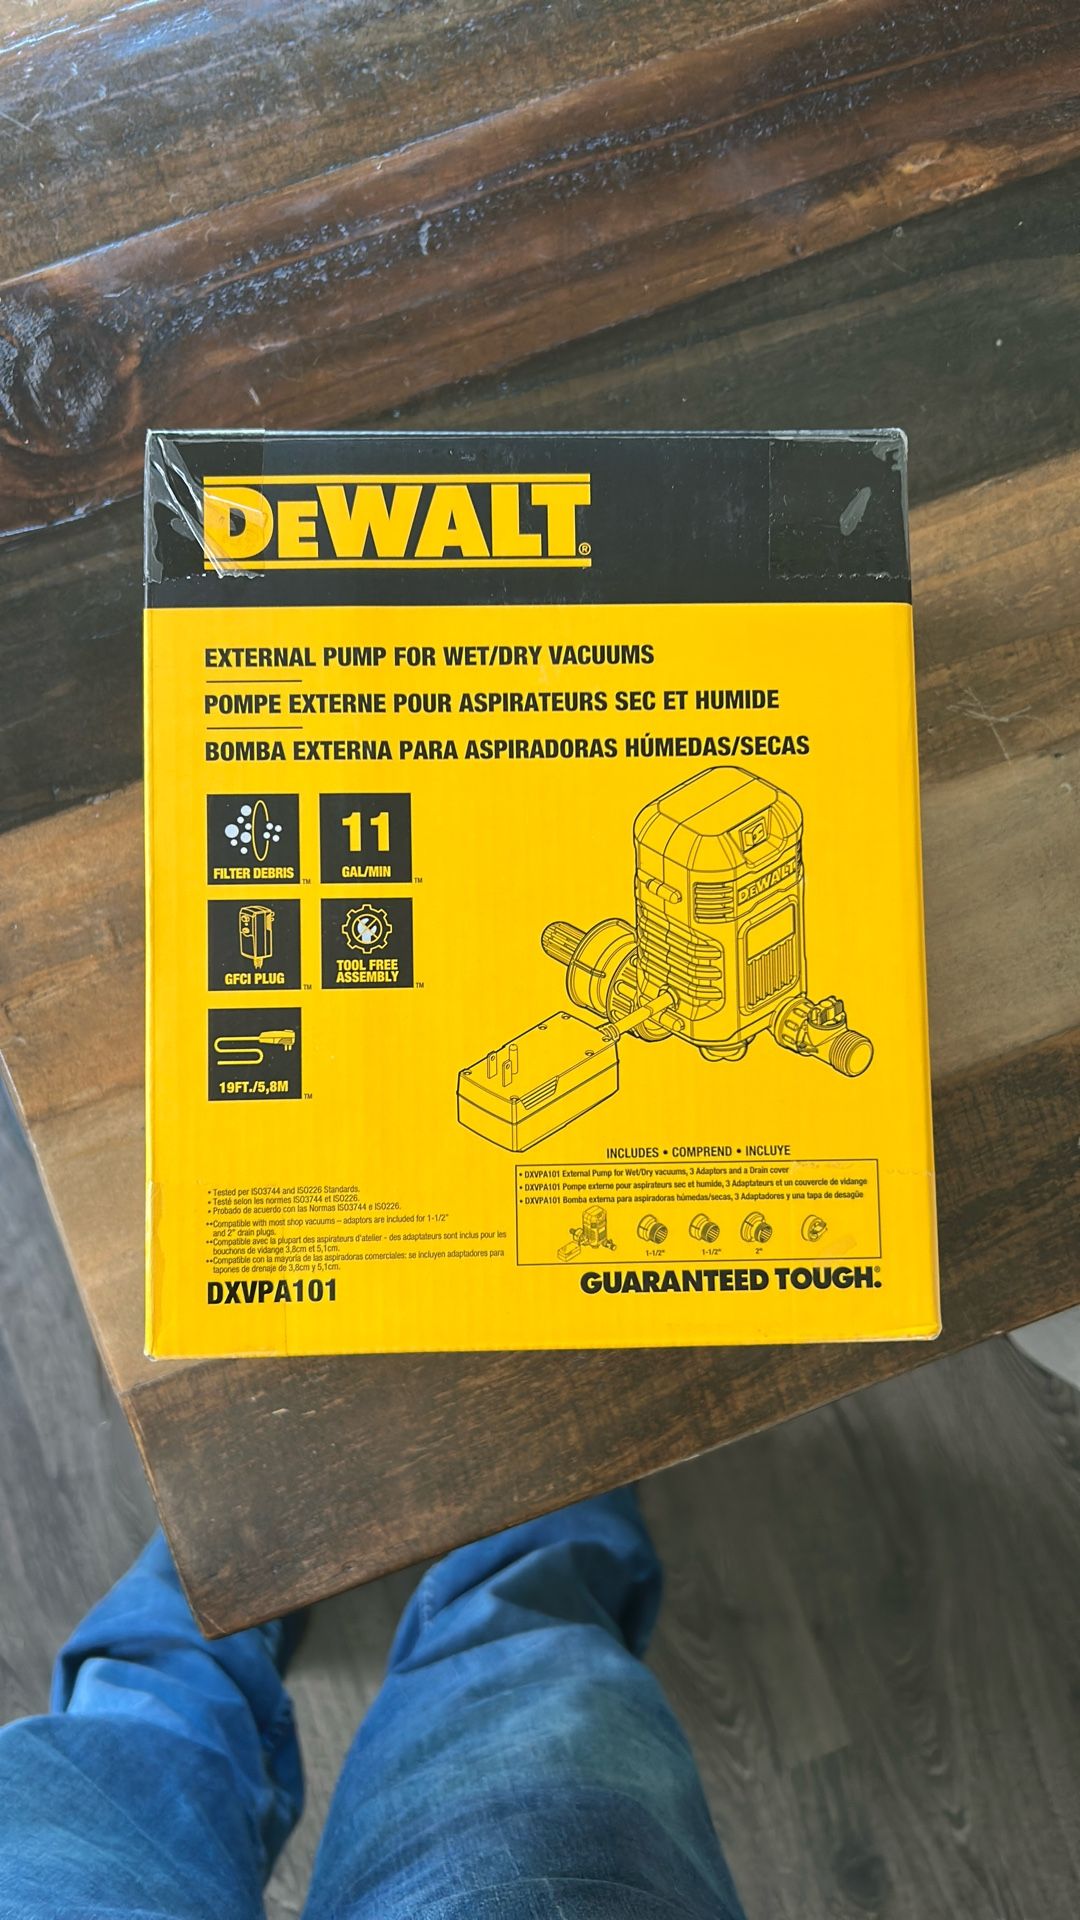 DEWALT®
EXTERNAL PUMP FOR WET/DRY VACUUMS
POMPE EXTERNE POUR ASPIRATEURS SEC ET HUMIDE
BOMBA EXTERNA PARA ASPIRADORAS HÚMEDAS/SECAS
FILTER DEBRIS ™
11
GAL/MIN ™
GFCI PLUG ™
TOOL FREE
ASSEMBLY ™
19FT./5,8M ™
DEWALT
INCLUDES • COMPREND • INCLUYE
• DXVPA101 External Pump for Wet/Dry vacuums, 3 Adaptors and a Drain cover
• DXVPA101 Pompe externe pour aspirateurs sec et humide, 3 Adaptateurs et un couvercle de vidange
• DXVPA101 Bomba externa para aspiradoras húmedas/secas, 3 Adaptadores y una tapa de desagüe
1-1/2"
1-1/2"
2"
• Tested per ISO3744 and ISO226 Standards.
• Testé selon les normes ISO3744 et ISO226.
• Probado de acuerdo con las Normas ISO3744 e ISO226.
••Compatible with most shop vacuums – adaptors are included for 1-1/2"
and 2" drain plugs.
••Compatible avec la plupart des aspirateurs d'atelier - des adaptateurs sont inclus pour les
bouchons de vidange 3,8cm et 5,1cm.
••Compatible con la mayoría de las aspiradoras comerciales: se incluyen adaptadores para
tapones de drenaje de 3,8cm y 5,1cm.
DXVPA101
GUARANTEED TOUGH.®